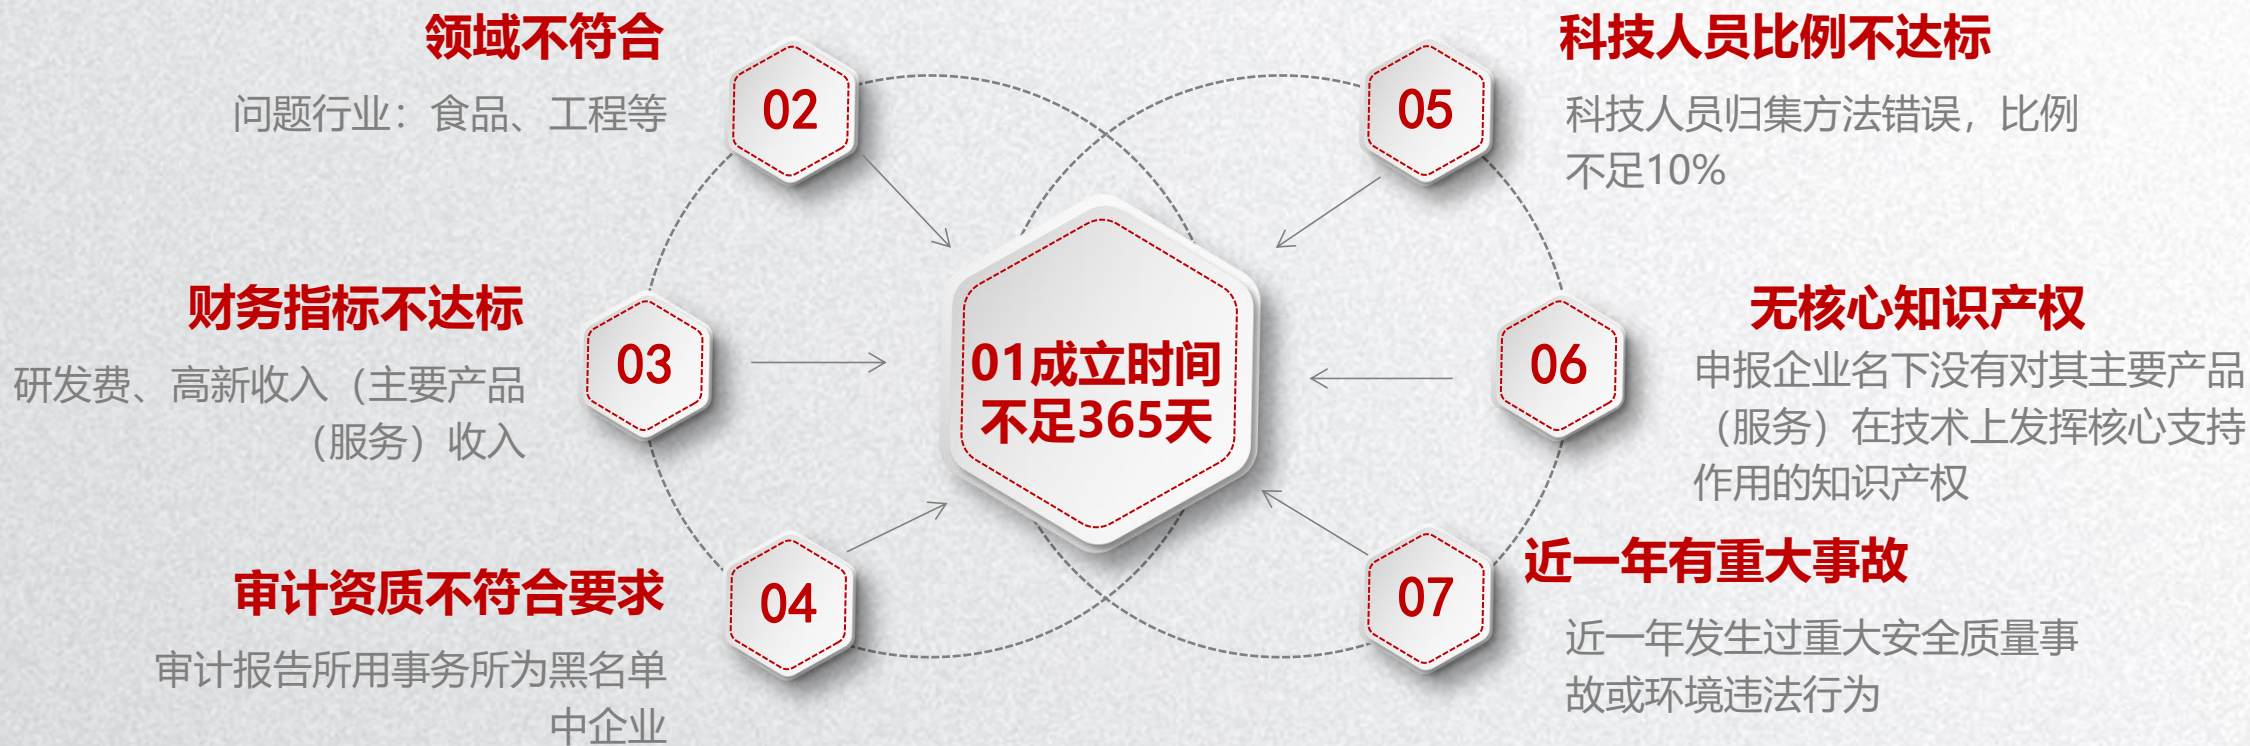 领域不符合
问题行业：食品、工程等
02
财务指标不达标
研发费、高新收入（主要产品
（服务）收入
03
审计资质不符合要求
审计报告所用事务所为黑名单
中企业
04
01成立时间
不足365天
科技人员比例不达标
科技人员归集方法错误，比例
不足10%
05
无核心知识产权
申报企业名下没有对其主要产品
（服务）在技术上发挥核心支持
作用的知识产权
06
近一年有重大事故
近一年发生过重大安全质量事
故或环境违法行为
07